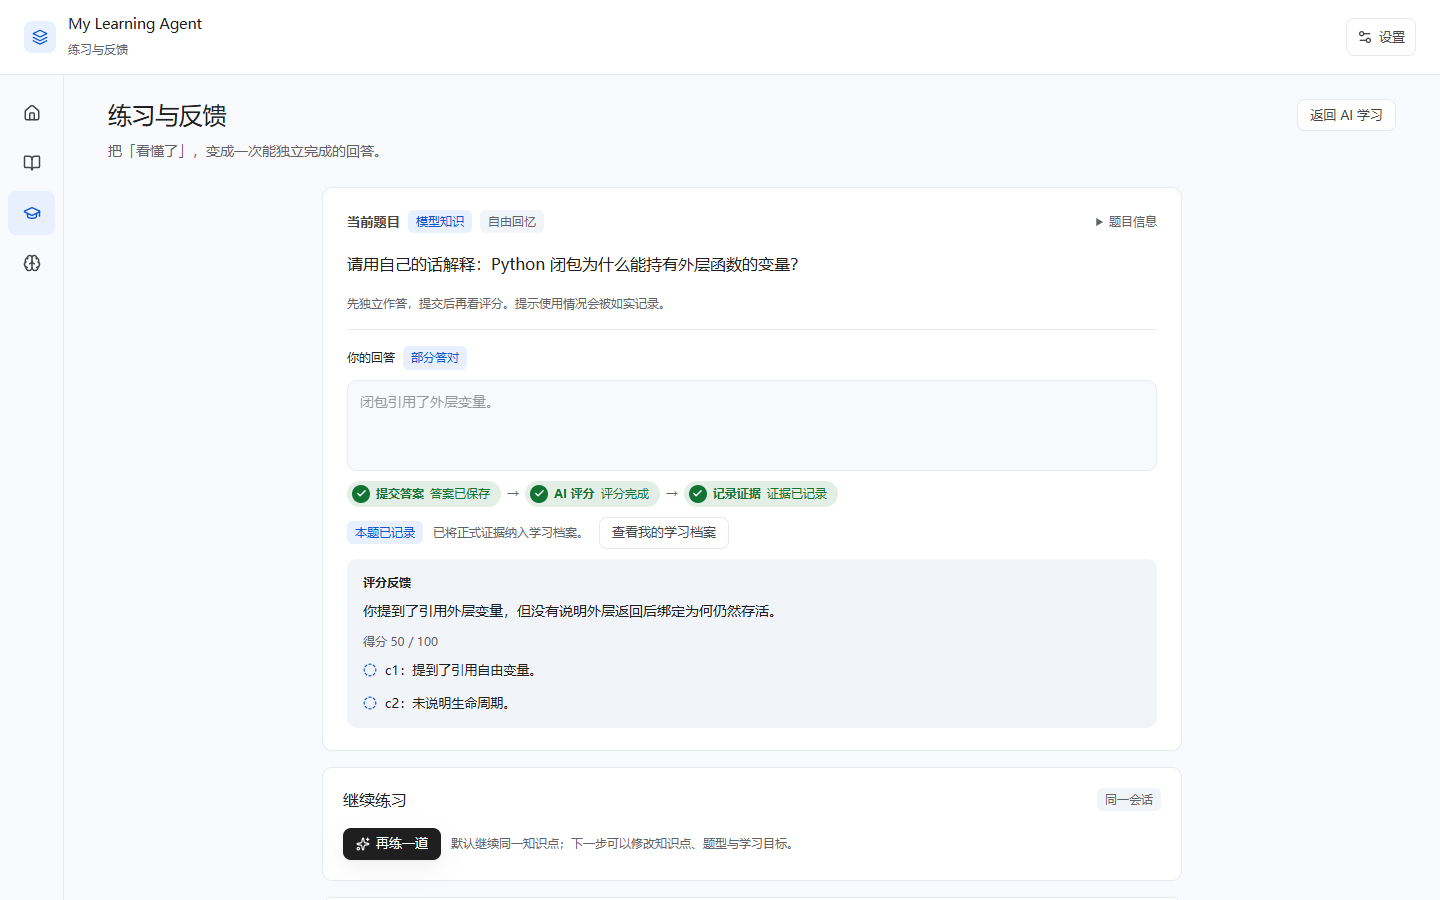 My Learning Agent
练习与反馈
设置
练习与反馈
返回 AI 学习
把「看懂了」，变成一次能独立完成的回答。
当前题目 模型知识 自由回忆
▶ 题目信息
请用自己的话解释：Python 闭包为什么能持有外层函数的变量？
先独立作答，提交后再看评分。提示使用情况会被如实记录。
你的回答 部分答对
闭包引用了外层变量。
提交答案 答案已保存 → AI 评分 评分完成 → 记录证据 证据已记录
本题已记录 已将正式证据纳入学习档案。 查看我的学习档案
评分反馈
你提到了引用外层变量，但没有说明外层返回后绑定为何仍然存活。
得分 50 / 100
c1：提到了引用自由变量。
c2：未说明生命周期。
继续练习
同一会话
再练一道 默认继续同一知识点；下一步可以修改知识点、题型与学习目标。